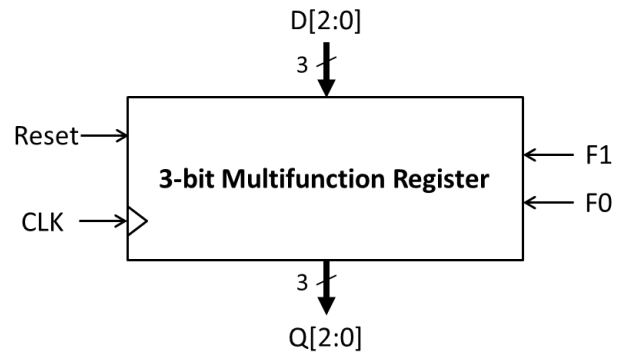 D[2:0]
3
Reset
F1
3-bit Multifunction Register
F0
CLK
3
Q[2:0]